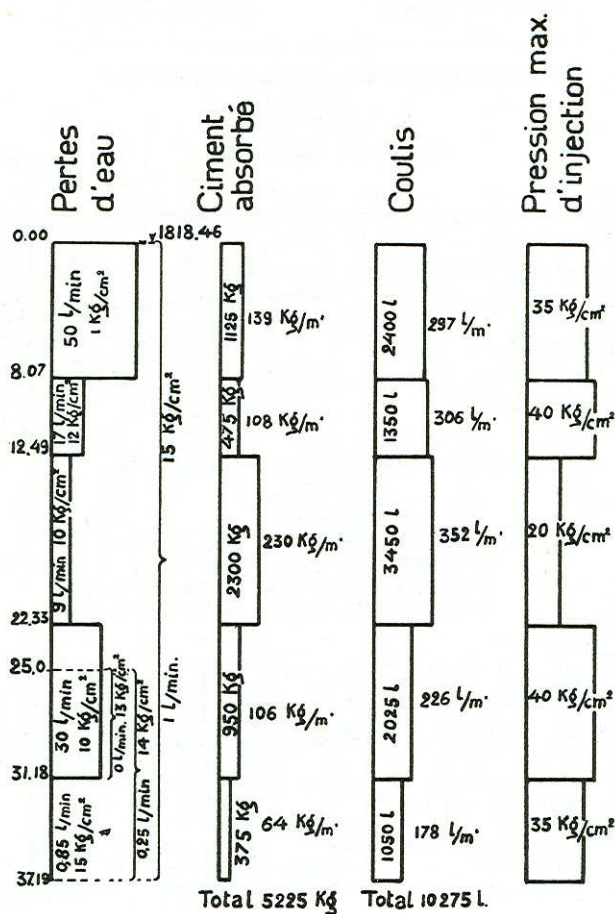 Pertes
d'eau
Ciment
absorbé
Coulis
Pression max.
d'injection
0.00
1818.46
50 l/min
1 Kg/cm²
1125 Kg
139 Kg/m.
2400 l
297 l/m.
35 Kg/cm²
8.07
17 l/min
12 Kg/cm²
15 Kg/cm²
475 Kg
108 Kg/m.
1350 l
306 l/m.
40 Kg/cm²
12,49
9 l/min 10 Kg/cm²
2300 Kg
230 Kg/m.
3450 l
352 l/m.
20 Kg/cm²
22.33
25,0
30 l/min
10 Kg/cm²
0 l/min. 13 Kg/cm²
14 Kg/cm²
1 l/min.
950 Kg
106 Kg/m.
2025 l
226 l/m.
40 Kg/cm²
31.18
0,85 l/min
15 Kg/cm²
0,25 l/min
375 Kg
64 Kg/m.
1050 l
178 l/m.
35 Kg/cm²
37.19
Total 5225 Kg
Total 10275 l.